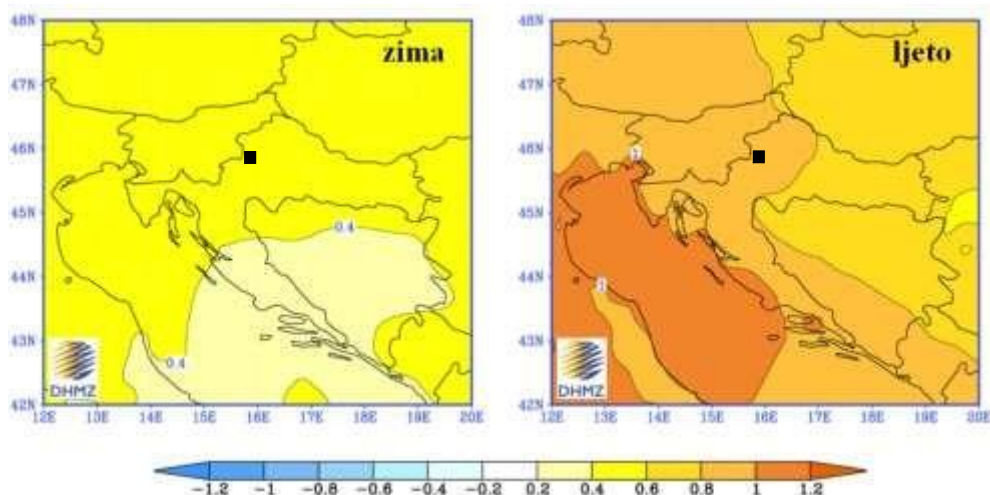 zima
48N
47N
46N
45N
44N
43N
42N
0.4
0.4
DHMZ
12E 13E 14E 15E 16E 17E 18E 19E 20E
ljeto
48N
47N
46N
45N
44N
43N
42N
1
1
DHMZ
12E 13E 14E 15E 16E 17E 18E 19E 20E
-1.2 -1 -0.8 -0.6 -0.4 -0.2 0.2 0.4 0.6 0.8 1 1.2